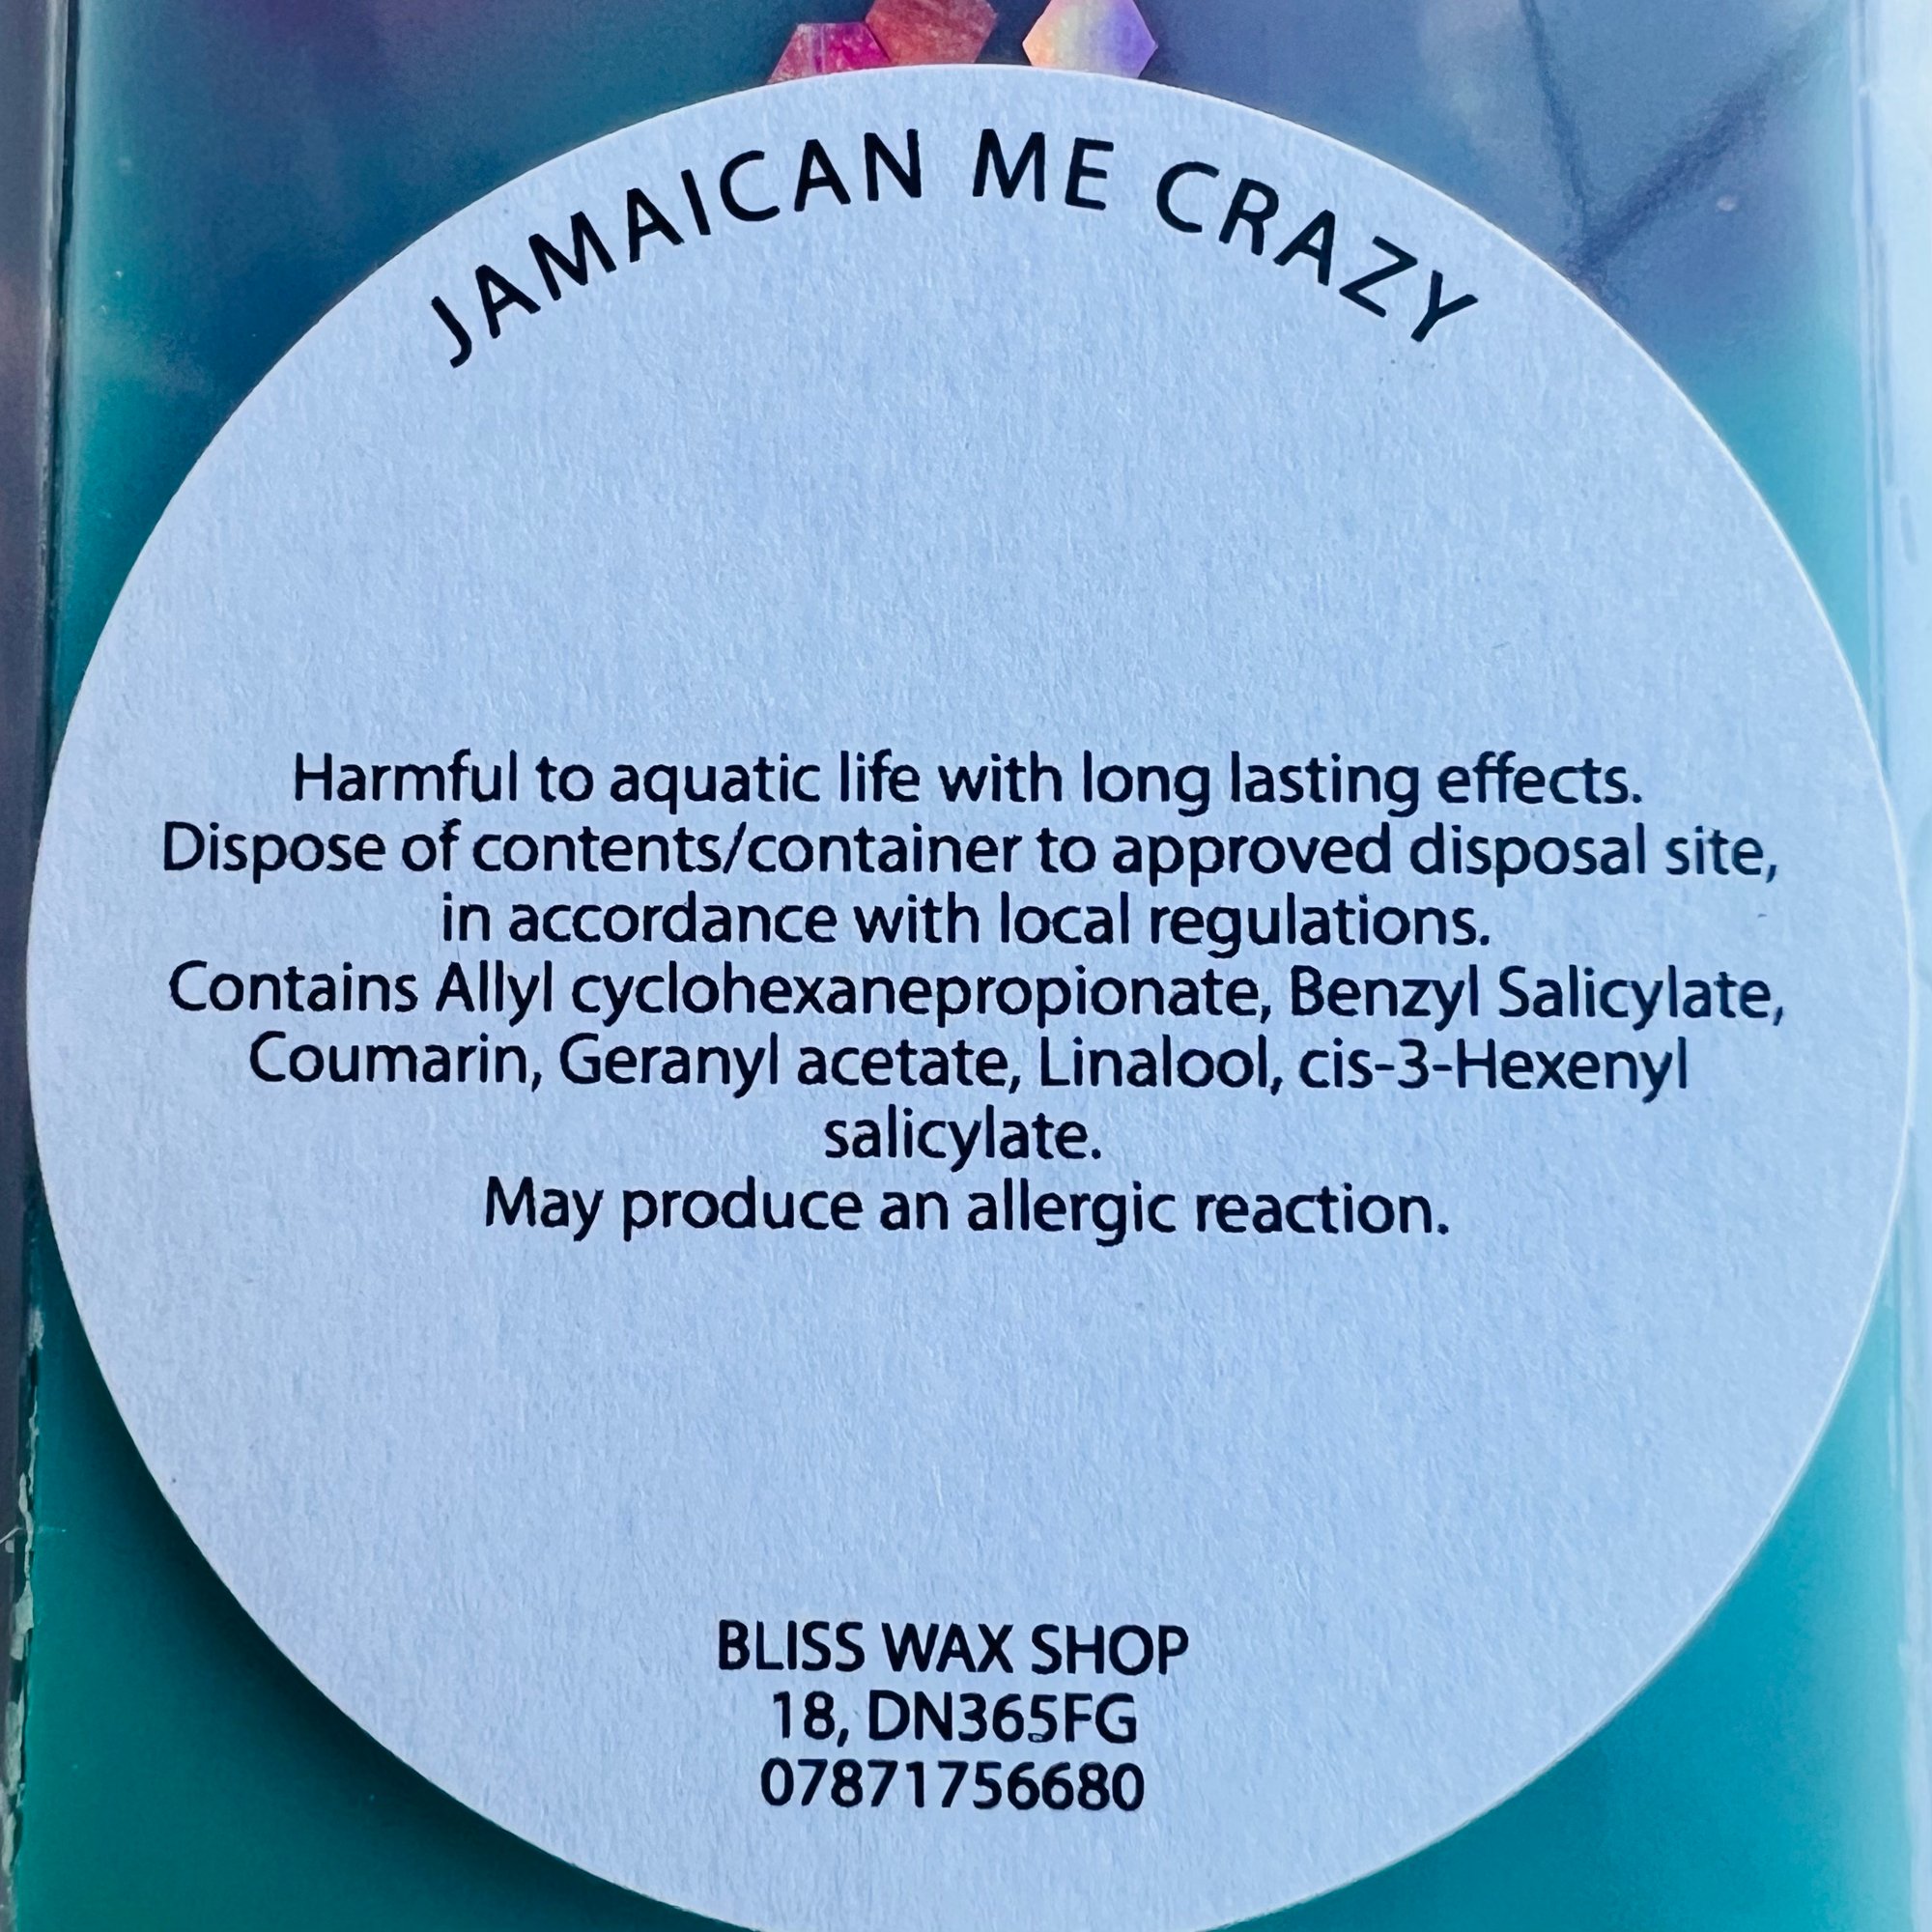 JAMAICAN ME CRAZY
Harmful to aquatic life with long lasting effects.
Dispose of contents/container to approved disposal site,
in accordance with local regulations.
Contains Allyl cyclohexanepropionate, Benzyl Salicylate,
Coumarin, Geranyl acetate, Linalool, cis-3-Hexenyl
salicylate.
May produce an allergic reaction.
BLISS WAX SHOP
18, DN365FG
07871756680